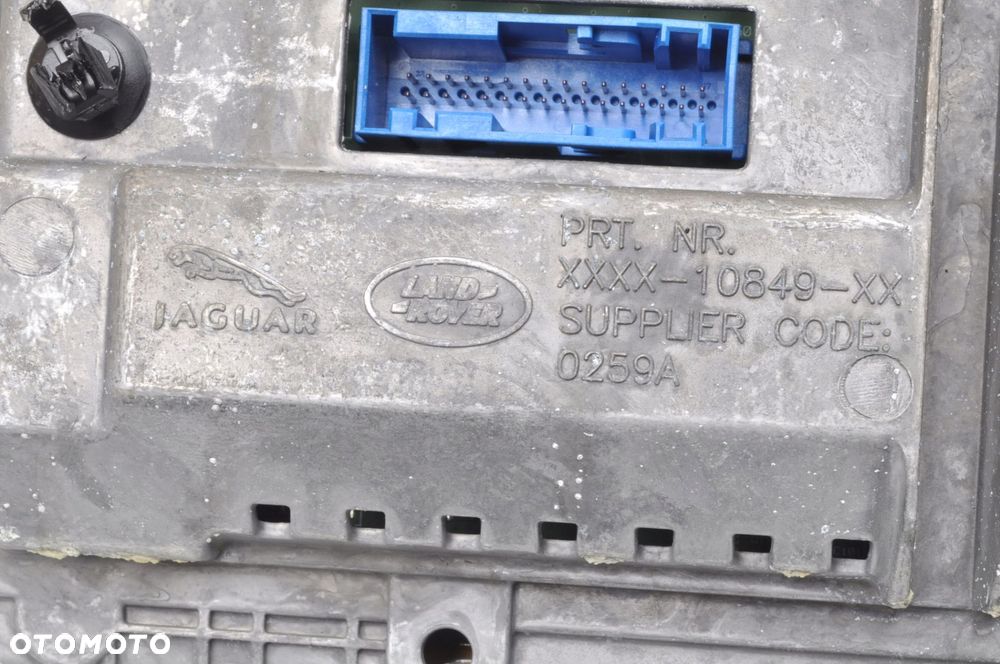 PRT. NR.
XXXX-10849-XX
SUPPLIER CODE:
0259A
JAGUAR
LAND-
-ROVER
OTOMOTO